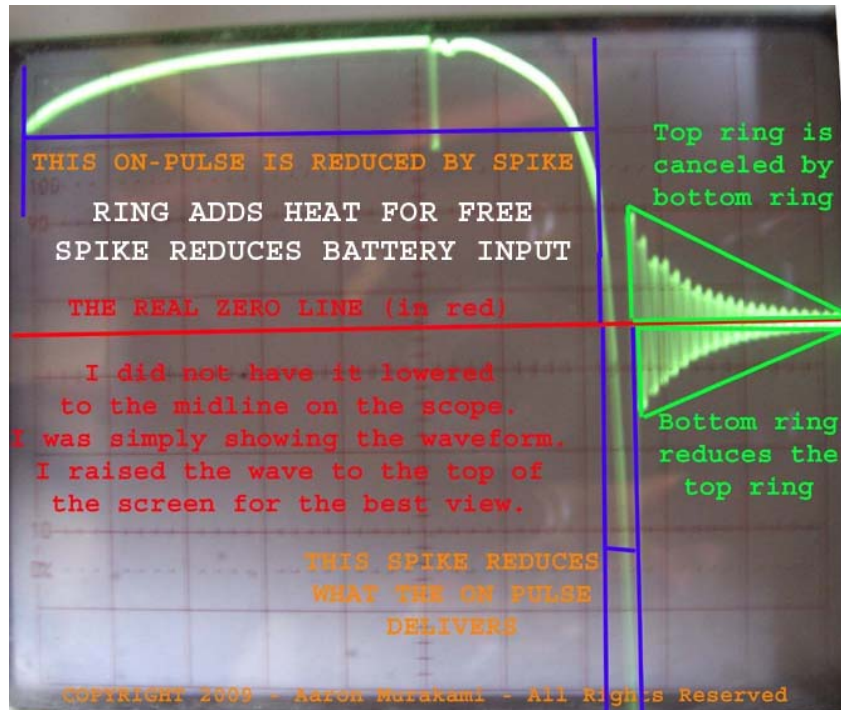 THIS ON-PULSE IS REDUCED BY SPIKE
100
90
RING ADDS HEAT FOR FREE
SPIKE REDUCES BATTERY INPUT
Top ring is
canceled by
bottom ring
THE REAL ZERO LINE (in red)
I did not have it lowered
to the midline on the scope.
I was simply showing the waveform.
I raised the wave to the top of
the screen for the best view.
Bottom ring
reduces the
top ring
10
0%
THIS SPIKE REDUCES
WHAT THE ON PULSE
DELIVERS
COPYRIGHT 2009 - Aaron Murakami - All Rights Reserved